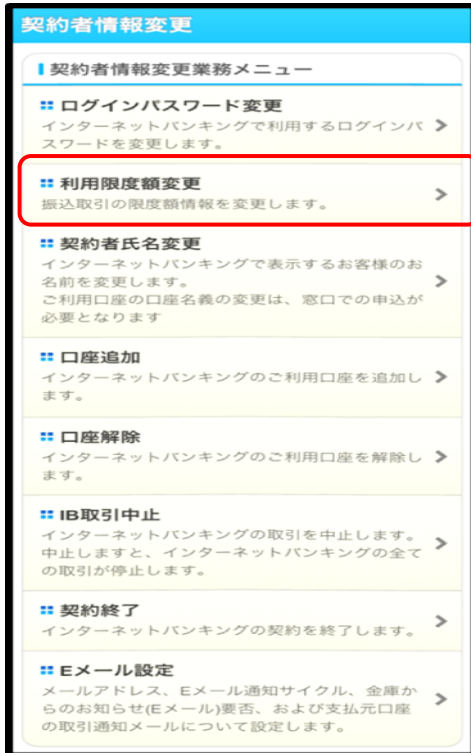 契約者情報変更
契約者情報変更業務メニュー
ログインパスワード変更
インターネットバンキングで利用するログインパ
スワードを変更します。
利用限度額変更
振込取引の限度額情報を変更します。
契約者氏名変更
インターネットバンキングで表示するお客様のお
名前を変更します。
ご利用口座の口座名義の変更は、窓口での申込が
必要となります
口座追加
インターネットバンキングのご利用口座を追加し
ます。
口座解除
インターネットバンキングのご利用口座を解除し
ます。
IB取引中止
インターネットバンキングの取引を中止します。
中止しますと、インターネットバンキングの全て
の取引が停止します。
契約終了
インターネットバンキングの契約を終了します。
Eメール設定
メールアドレス、Eメール通知サイクル、金庫か
らのお知らせ(Eメール)要否、および支払元口座
の取引通知メールについて設定します。